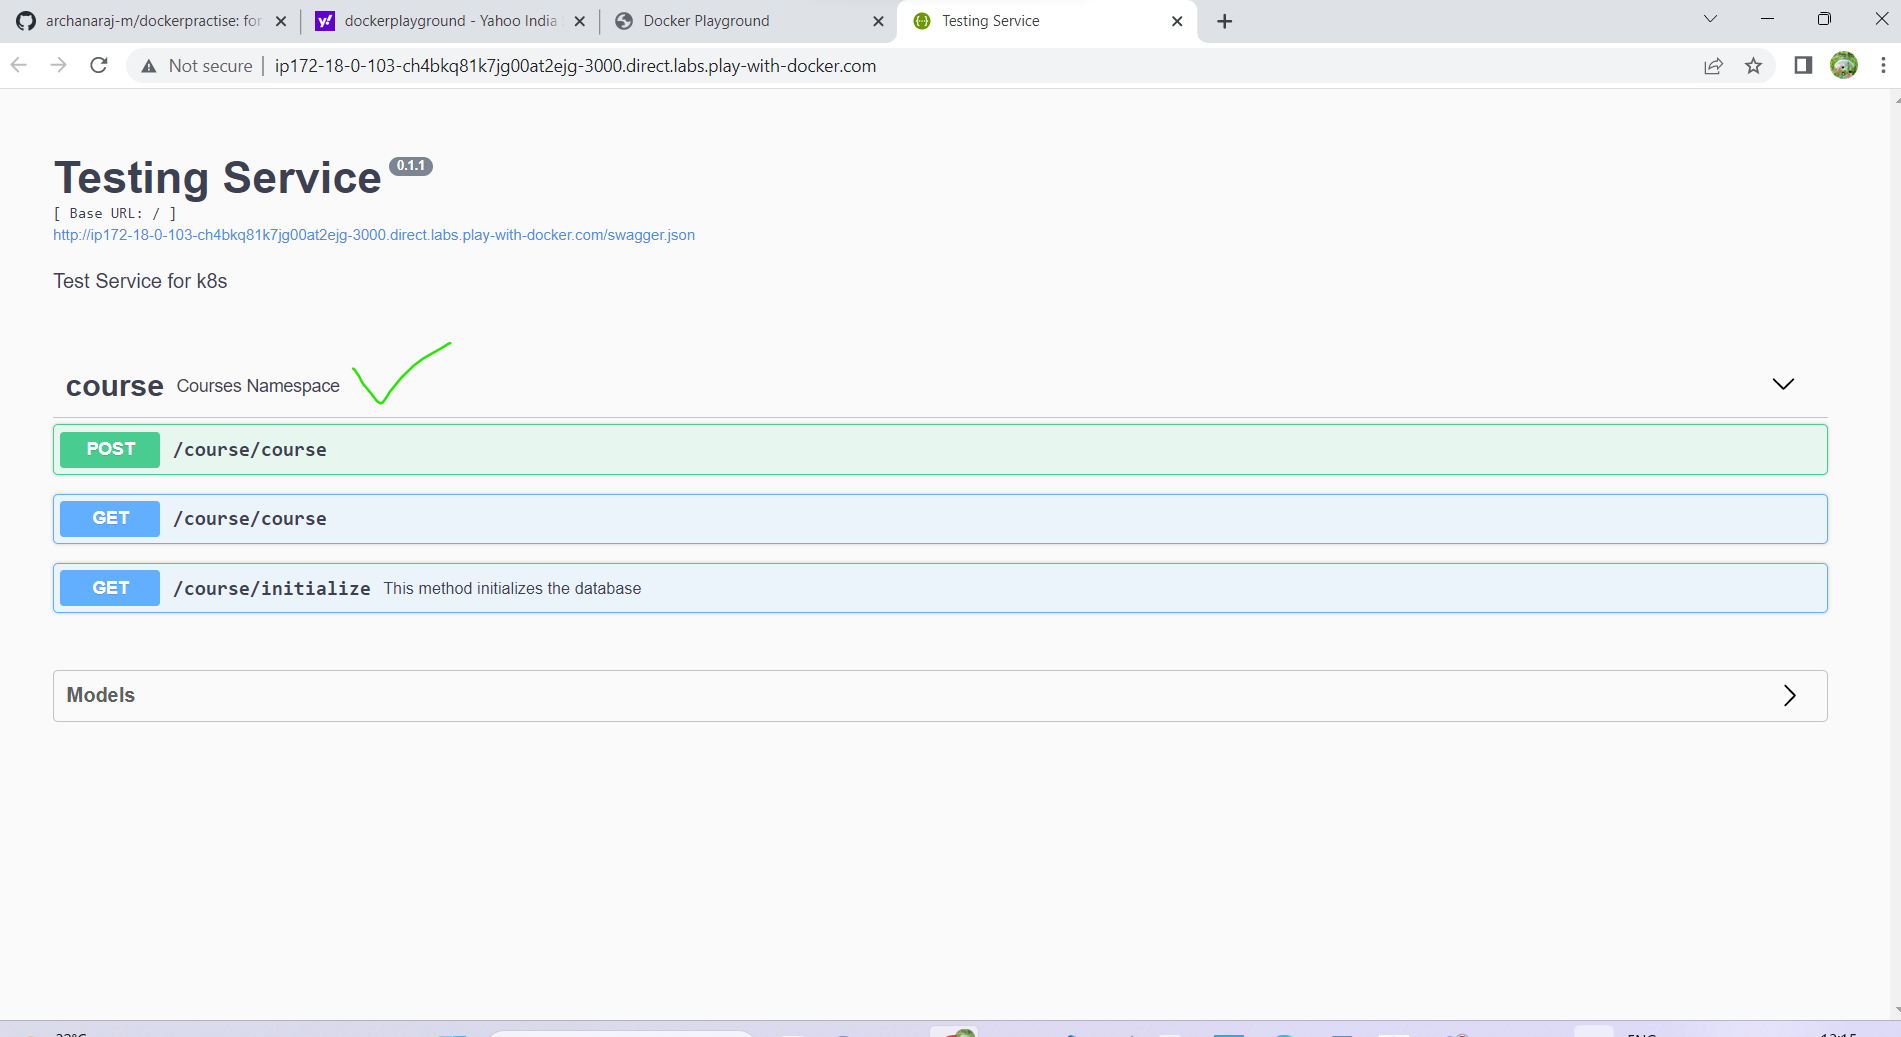 archanaraj-m/dockerpractise: for
dockerplayground - Yahoo India
Docker Playground
Testing Service
Not secure
ip172-18-0-103-ch4bkq81k7jg00at2ejg-3000.direct.labs.play-with-docker.com
Testing Service 0.1.1
[ Base URL: / ]
http://ip172-18-0-103-ch4bkq81k7jg00at2ejg-3000.direct.labs.play-with-docker.com/swagger.json
Test Service for k8s
course Courses Namespace
POST /course/course
GET /course/course
GET /course/initialize This method initializes the database
Models